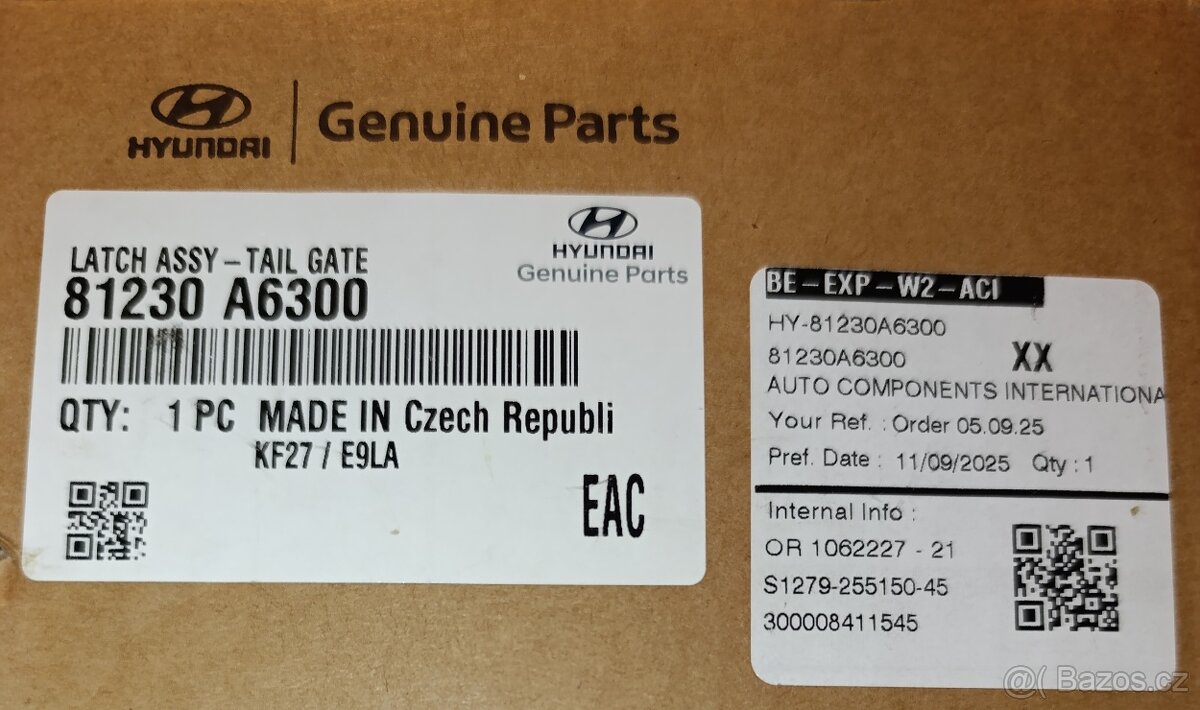 HYUNDAI
Genuine Parts
HYUNDAI
Genuine Parts
LATCH ASSY-TAIL GATE
81230 A6300
QTY: 1 PC MADE IN Czech Republi
KF27 / E9LA
EAC
BE-EXP-W2-ACI
HY-81230A6300
81230A6300 XX
AUTO COMPONENTS INTERNATIONA
Your Ref. : Order 05.09.25
Pref. Date : 11/09/2025 Qty : 1
Internal Info :
OR 1062227 - 21
S1279-255150-45
300008411545
@( Bazos.cz